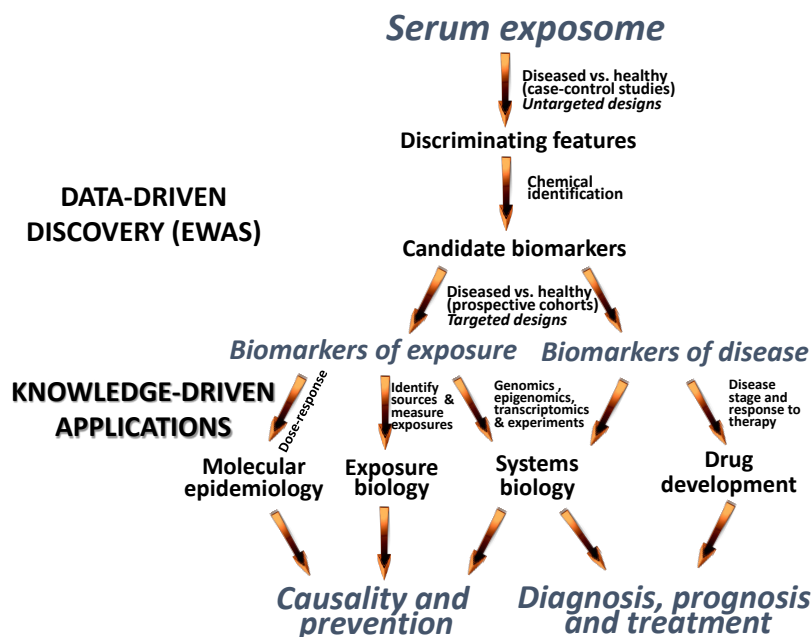 Serum exposome
Diseased vs. healthy
(case-control studies)
Untargeted designs
Discriminating features
Chemical
identification
DATA-DRIVEN
DISCOVERY (EWAS)
Candidate biomarkers
Diseased vs. healthy
(prospective cohorts)
Targeted designs
Biomarkers of exposure
Biomarkers of disease
KNOWLEDGE-DRIVEN
APPLICATIONS
Dose-response
Identify
sources &
measure
exposures
Genomics ,
epigenomics,
transcriptomics
& experiments
Disease
stage and
response to
therapy
Molecular
epidemiology
Exposure
biology
Systems
biology
Drug
development
Causality and
prevention
Diagnosis, prognosis
and treatment